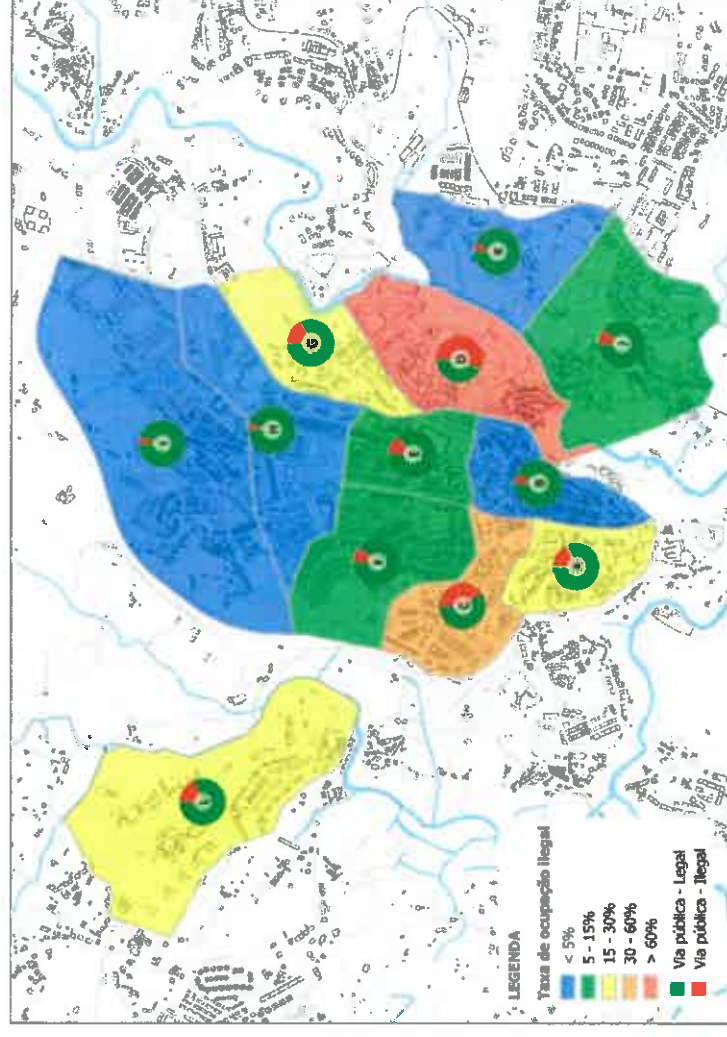 LEGENDA
Taxa de ocupação ilegal
< 5%
5 - 15%
15 - 30%
30 - 60%
> 60%
Via pública - Legal
Via pública - Ilegal
G
H
E
D
C